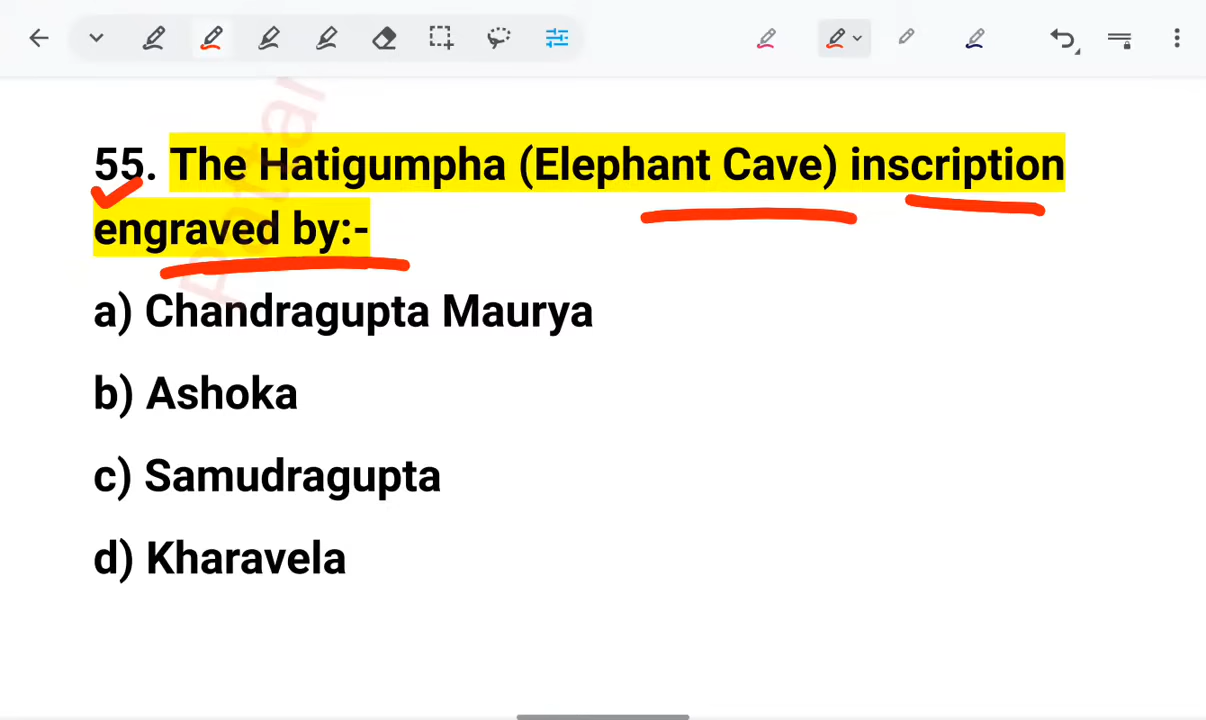 55. The Hatigumpha (Elephant Cave) inscription
engraved by:-
a) Chandragupta Maurya
b) Ashoka
c) Samudragupta
d) Kharavela